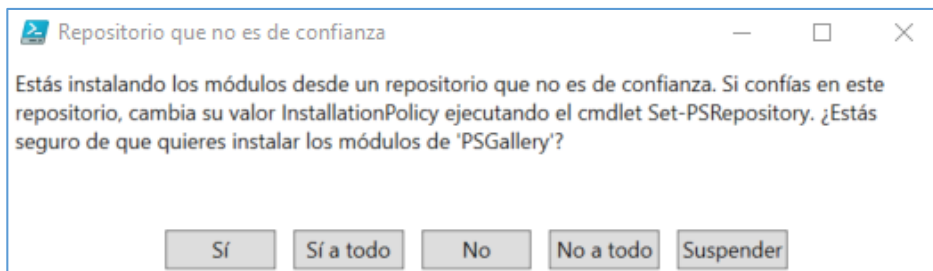 Repositorio que no es de confianza
Estás instalando los módulos desde un repositorio que no es de confianza. Si confías en este
repositorio, cambia su valor InstallationPolicy ejecutando el cmdlet Set-PSRepository. ¿Estás
seguro de que quieres instalar los módulos de 'PSGallery'?
Sí Sí a todo No No a todo Suspender